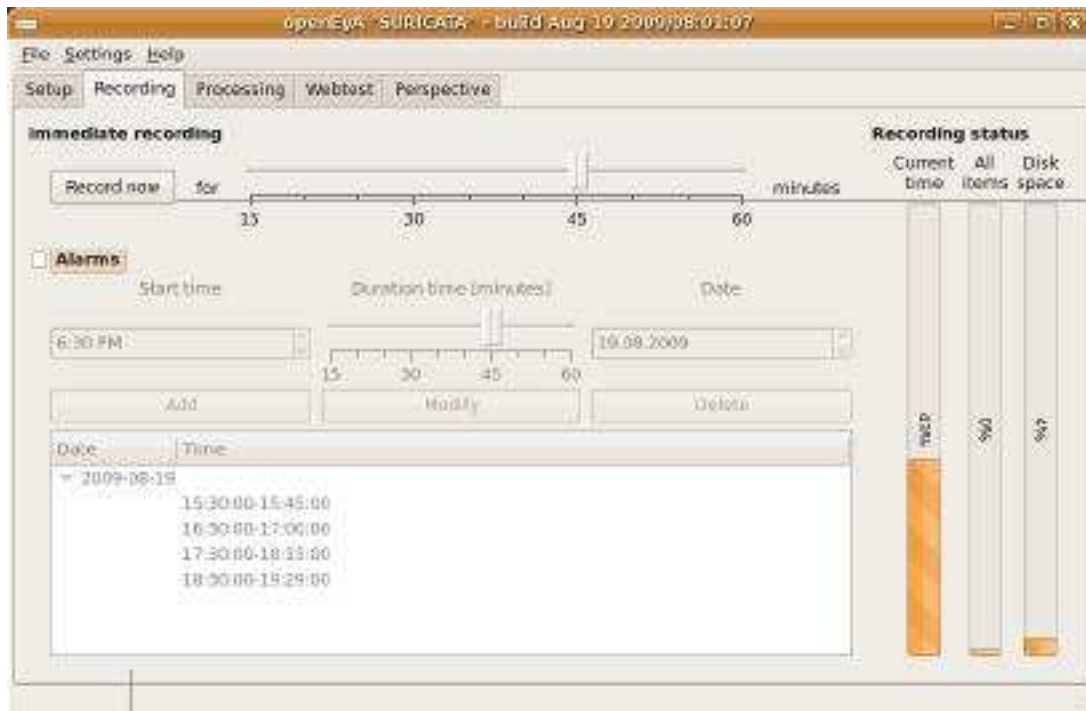 openEyA "SURICATA" - build Aug 19 2009/08:01:07
File Settings Help
Setup Recording Processing Webtest Perspective
Immediate recording
Record now for minutes
15 30 45 60
Alarms
Start time Duration time (minutes) Date
6:30 PM 19.08.2009
15 30 45 60
Add Modify Delete
Date Time
2009-08-19
15:30:00-15:45:00
16:30:00-17:00:00
17:30:00-18:15:00
18:30:00-19:29:00
Recording status
Current time All items Disk space
0%